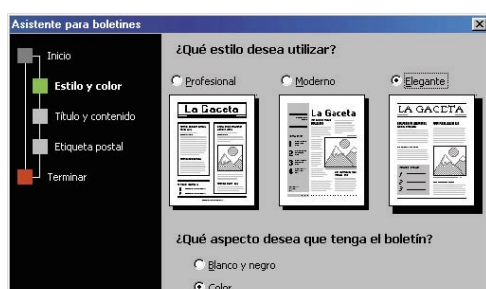 Asistente para boletines
Inicio
Estilo y color
Título y contenido
Etiqueta postal
Terminar
¿Qué estilo desea utilizar?
Profesional
Moderno
Elegante
La Gaceta
La Gaceta
LA GACETA
¿Qué aspecto desea que tenga el boletín?
Blanco y negro
Color